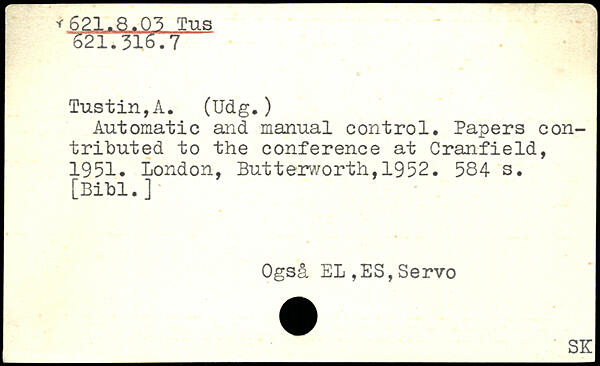 621.8.03 Tus
621.316.7
Tustin,A. (Udg.)
Automatic and manual control. Papers con-
tributed to the conference at Cranfield,
1951. London, Butterworth,1952. 584 s.
[Bibl.]
Også EL,ES,Servo
SK